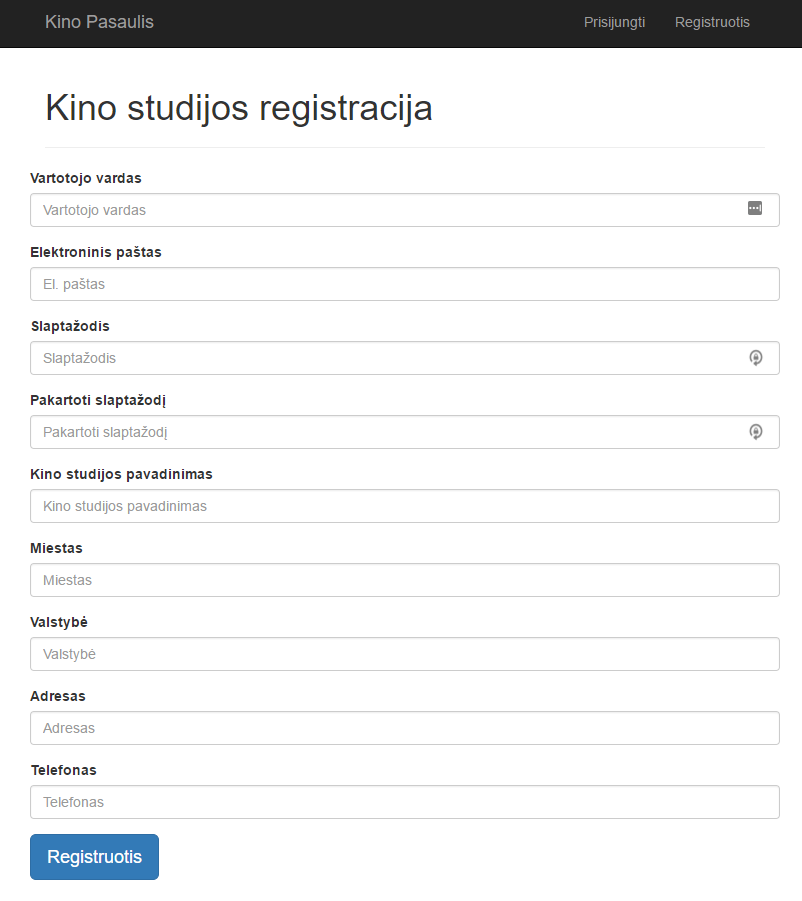 Kino Pasaulis
Prisijungti
Registruotis
Kino studijos registracija
Vartotojo vardas
Vartotojo vardas
Elektroninis paštas
El. paštas
Slaptažodis
Slaptažodis
Pakartoti slaptažodį
Pakartoti slaptažodį
Kino studijos pavadinimas
Kino studijos pavadinimas
Miestas
Miestas
Valstybė
Valstybė
Adresas
Adresas
Telefonas
Telefonas
Registruotis